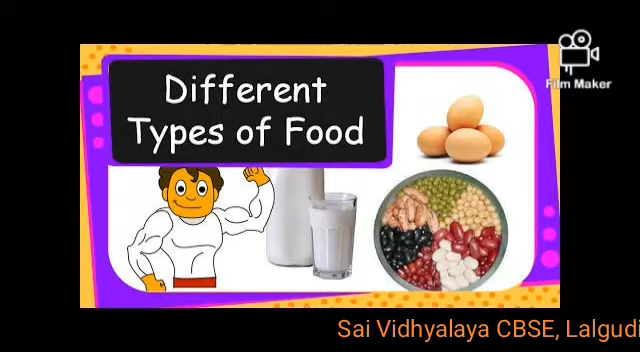 Different
Types of Food
Film Maker
Sai Vidhyalaya CBSE, Lalgudi